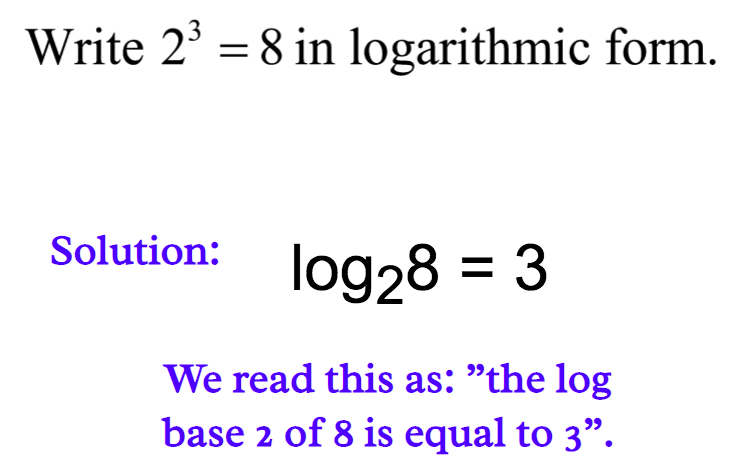 Write 2³ = 8 in logarithmic form.
Solution: log₂8 = 3
We read this as: ”the log
base 2 of 8 is equal to 3”.